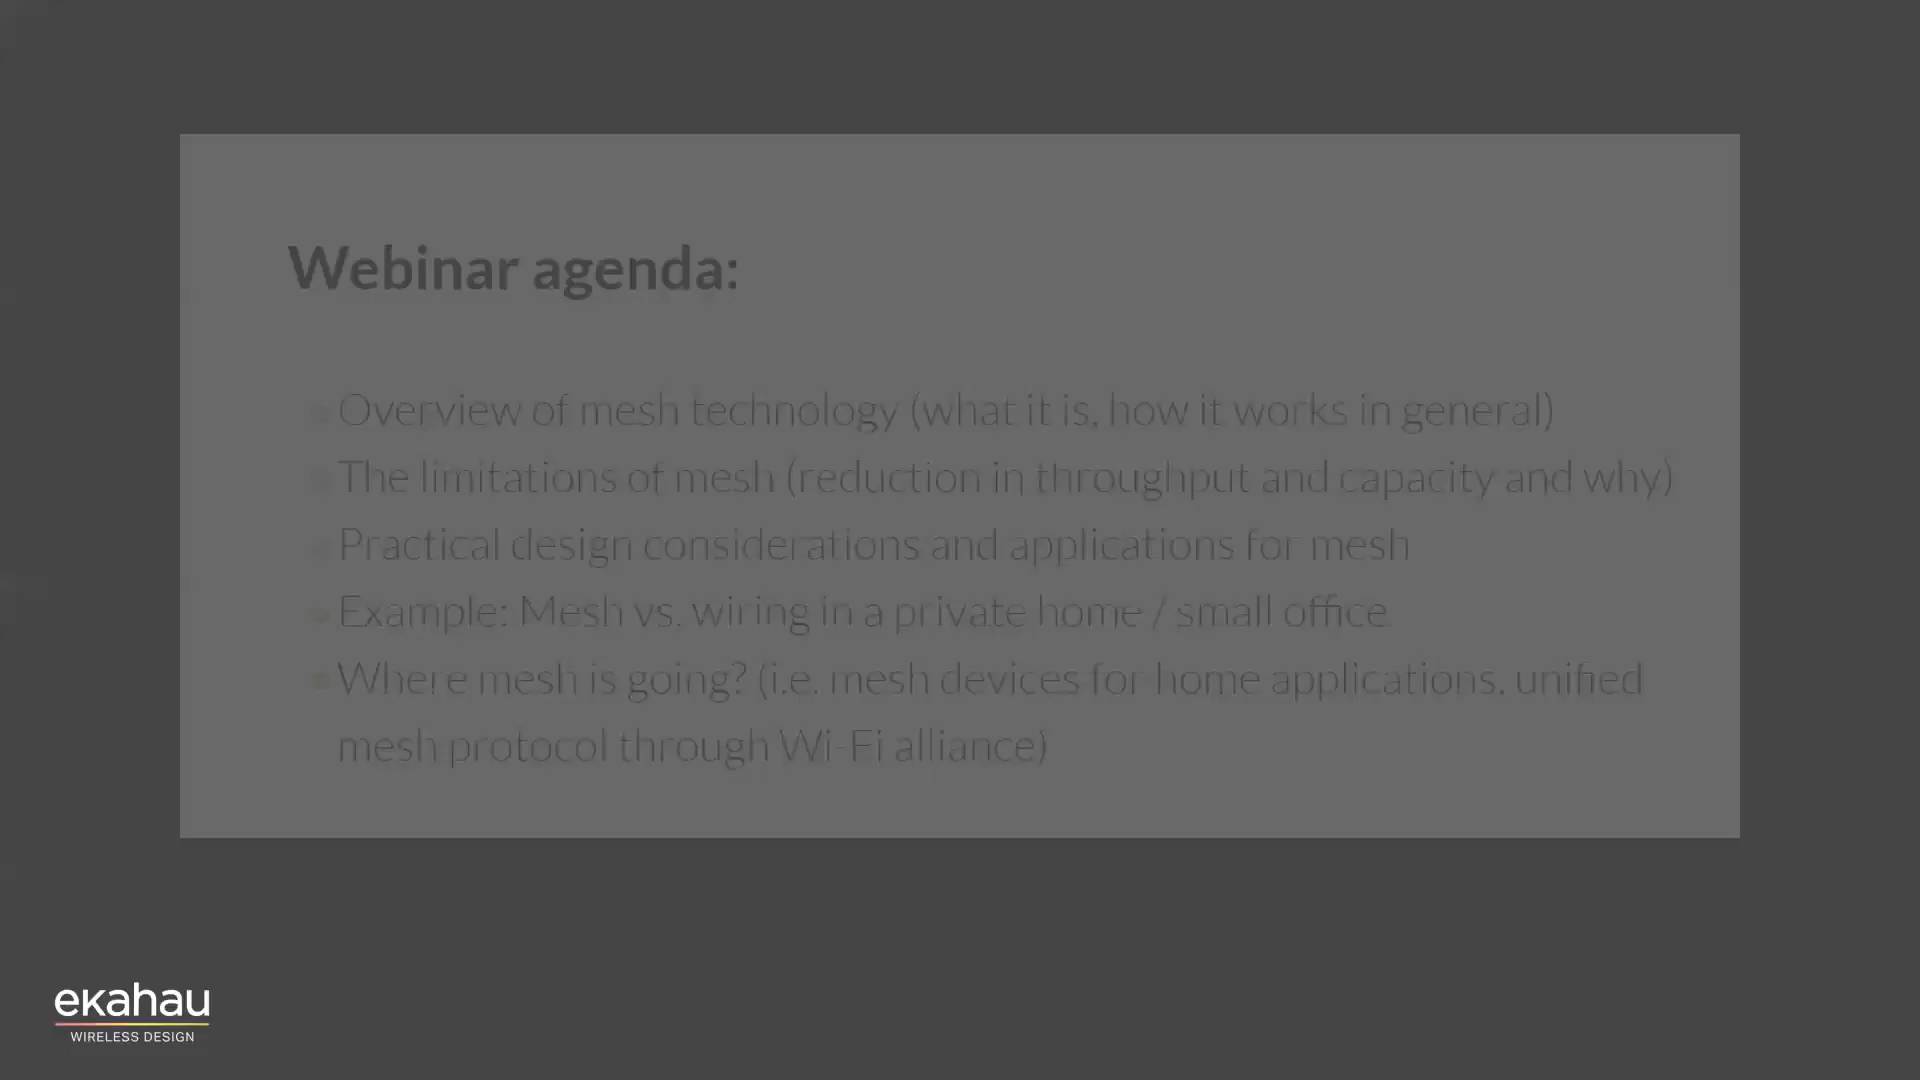 Webinar agenda:
Overview of mesh technology (what it is, how it works in general)
The limitations of mesh (reduction in throughput and capacity and why)
Practical design considerations and applications for mesh
Example: Mesh vs. wiring in a private home / small office
Where mesh is going? (i.e. mesh devices for home applications, unified
mesh protocol through Wi-Fi alliance)
ekahau
WIRELESS DESIGN